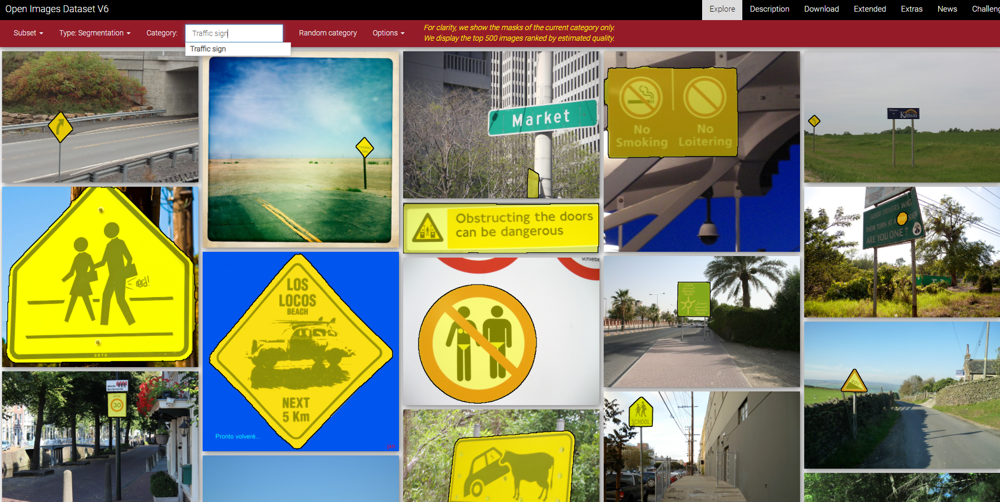 Open Images Dataset V6
Explore
Description
Download
Extended
Extras
News
Challeng
Subset
Type: Segmentation
Category:
Traffic sign
Random category
Options
For clarity, we show the masks of the current category only.
We display the top 500 images ranked by estimated quality.
Traffic sign
Market
No
Smoking
No
Loitering
Kansas
nerd!
GRTD
Obstructing the doors
can be dangerous
schiebe
GOOD DRIVERS WAIT
THEIR TURN AT A STOP SIGN
ARE YOU ONE?
LOS
LOCOS
BEACH
NEXT
5 Km
Pronto volveré...
ZONE
30
20%
SCHOOL